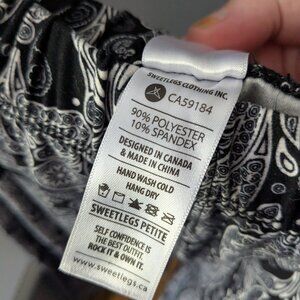 SWEETLEGS CLOTHING INC.
CA59184
90% POLYESTER
10% SPANDEX
DESIGNED IN CANADA
& MADE IN CHINA
HAND WASH COLD
HANG DRY
SWEETLEGS PETITE
SELF CONFIDENCE IS
THE BEST OUTFIT.
ROCK IT & OWN IT.
www.sweetlegs.ca